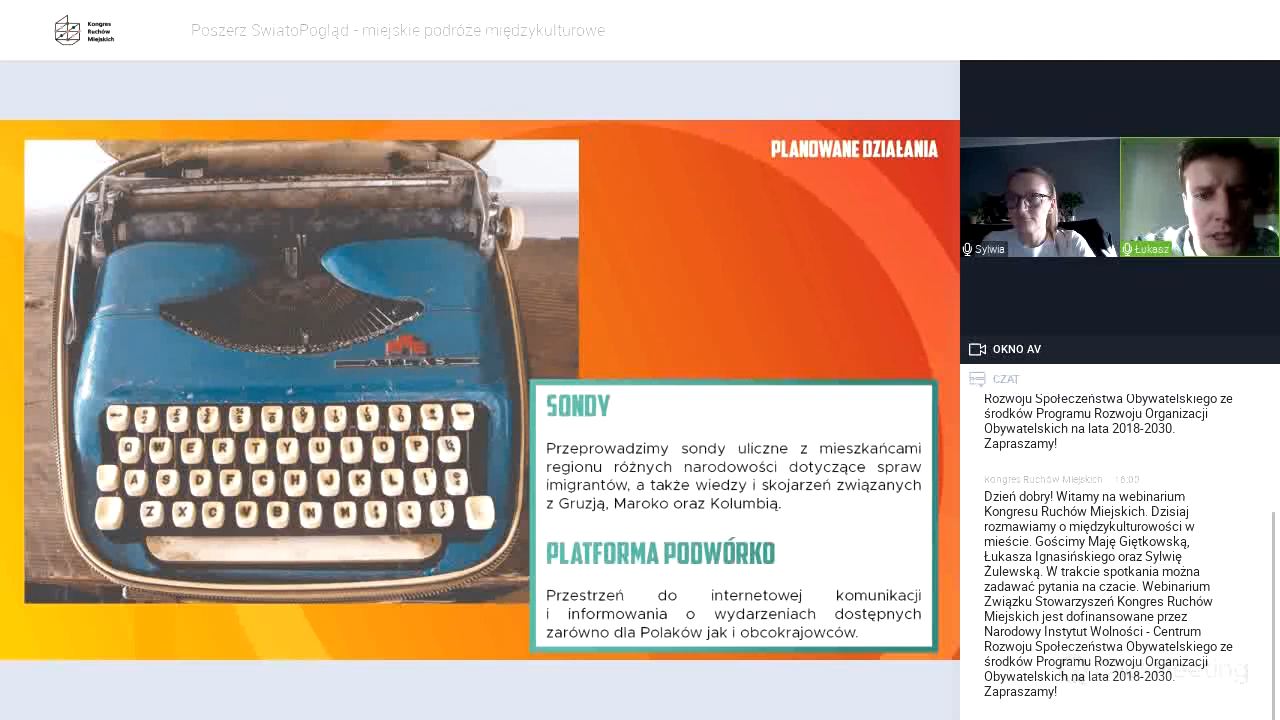 Kongres
Ruchów
Miejskich
Poszerz SwiatoPogląd - miejskie podróże międzykulturowe
PLANOWANE DZIAŁANIA
ATLAS
Q W E R T Y U I O P
A S D F G H J K L
Z X C V B N M
SONDY
Przeprowadzimy sondy uliczne z mieszkańcami
regionu różnych narodowości dotyczące spraw
imigrantów, a także wiedzy i skojarzeń związanych
z Gruzją, Maroko oraz Kolumbią.
PLATFORMA PODWÓRKO
Przestrzeń do internetowej komunikacji
i informowania o wydarzeniach dostępnych
zarówno dla Polaków jak i obcokrajowców.
Sylwia
Łukasz
OKNO AV
CZAT
Rozwoju Społeczeństwa Obywatelskiego ze
środków Programu Rozwoju Organizacji
Obywatelskich na lata 2018-2030.
Zapraszamy!
Kongres Ruchów Miejskich 16:00
Dzień dobry! Witamy na webinarium
Kongresu Ruchów Miejskich. Dzisiaj
rozmawiamy o międzykulturowości w
mieście. Gościmy Maję Giętkowską,
Łukasza Ignasińskiego oraz Sylwię
Żulewską. W trakcie spotkania można
zadawać pytania na czacie. Webinarium
Związku Stowarzyszeń Kongres Ruchów
Miejskich jest dofinansowane przez
Narodowy Instytut Wolności - Centrum
Rozwoju Społeczeństwa Obywatelskiego ze
środków Programu Rozwoju Organizacji
Obywatelskich na lata 2018-2030.
Zapraszamy!